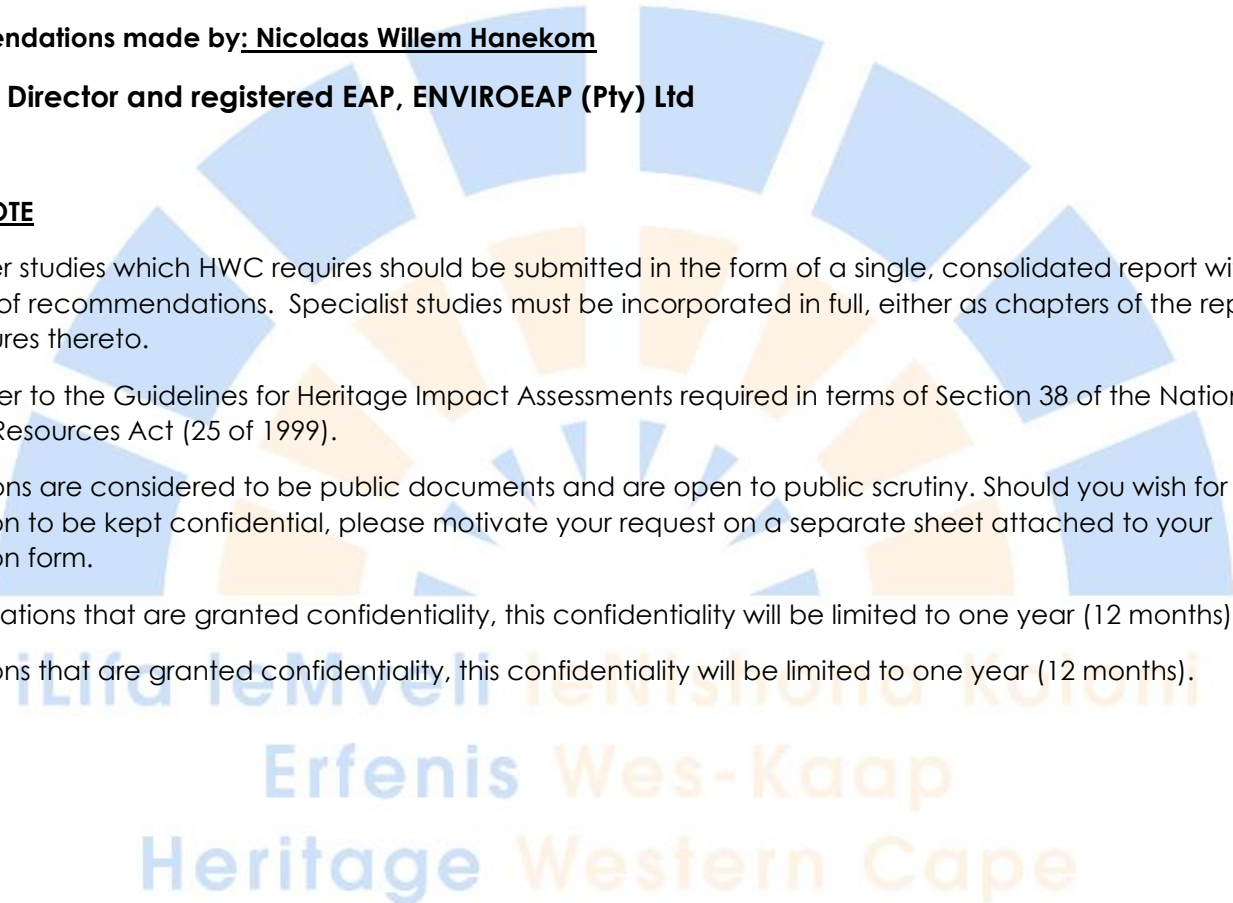 endations made by: Nicolaas Willem Hanekom
Director and registered EAP, ENVIROEAP (Pty) Ltd
OTE
er studies which HWC requires should be submitted in the form of a single, consolidated report wi
of recommendations. Specialist studies must be incorporated in full, either as chapters of the rep
ures thereto.
er to the Guidelines for Heritage Impact Assessments required in terms of Section 38 of the Nation
Resources Act (25 of 1999).
ons are considered to be public documents and are open to public scrutiny. Should you wish for
on to be kept confidential, please motivate your request on a separate sheet attached to your
on form.
ations that are granted confidentiality, this confidentiality will be limited to one year (12 months)
ons that are granted confidentiality, this confidentiality will be limited to one year (12 months).
iLifa leMveli leNtshona Koloni
Erfenis Wes-Kaap
Heritage Western Cape